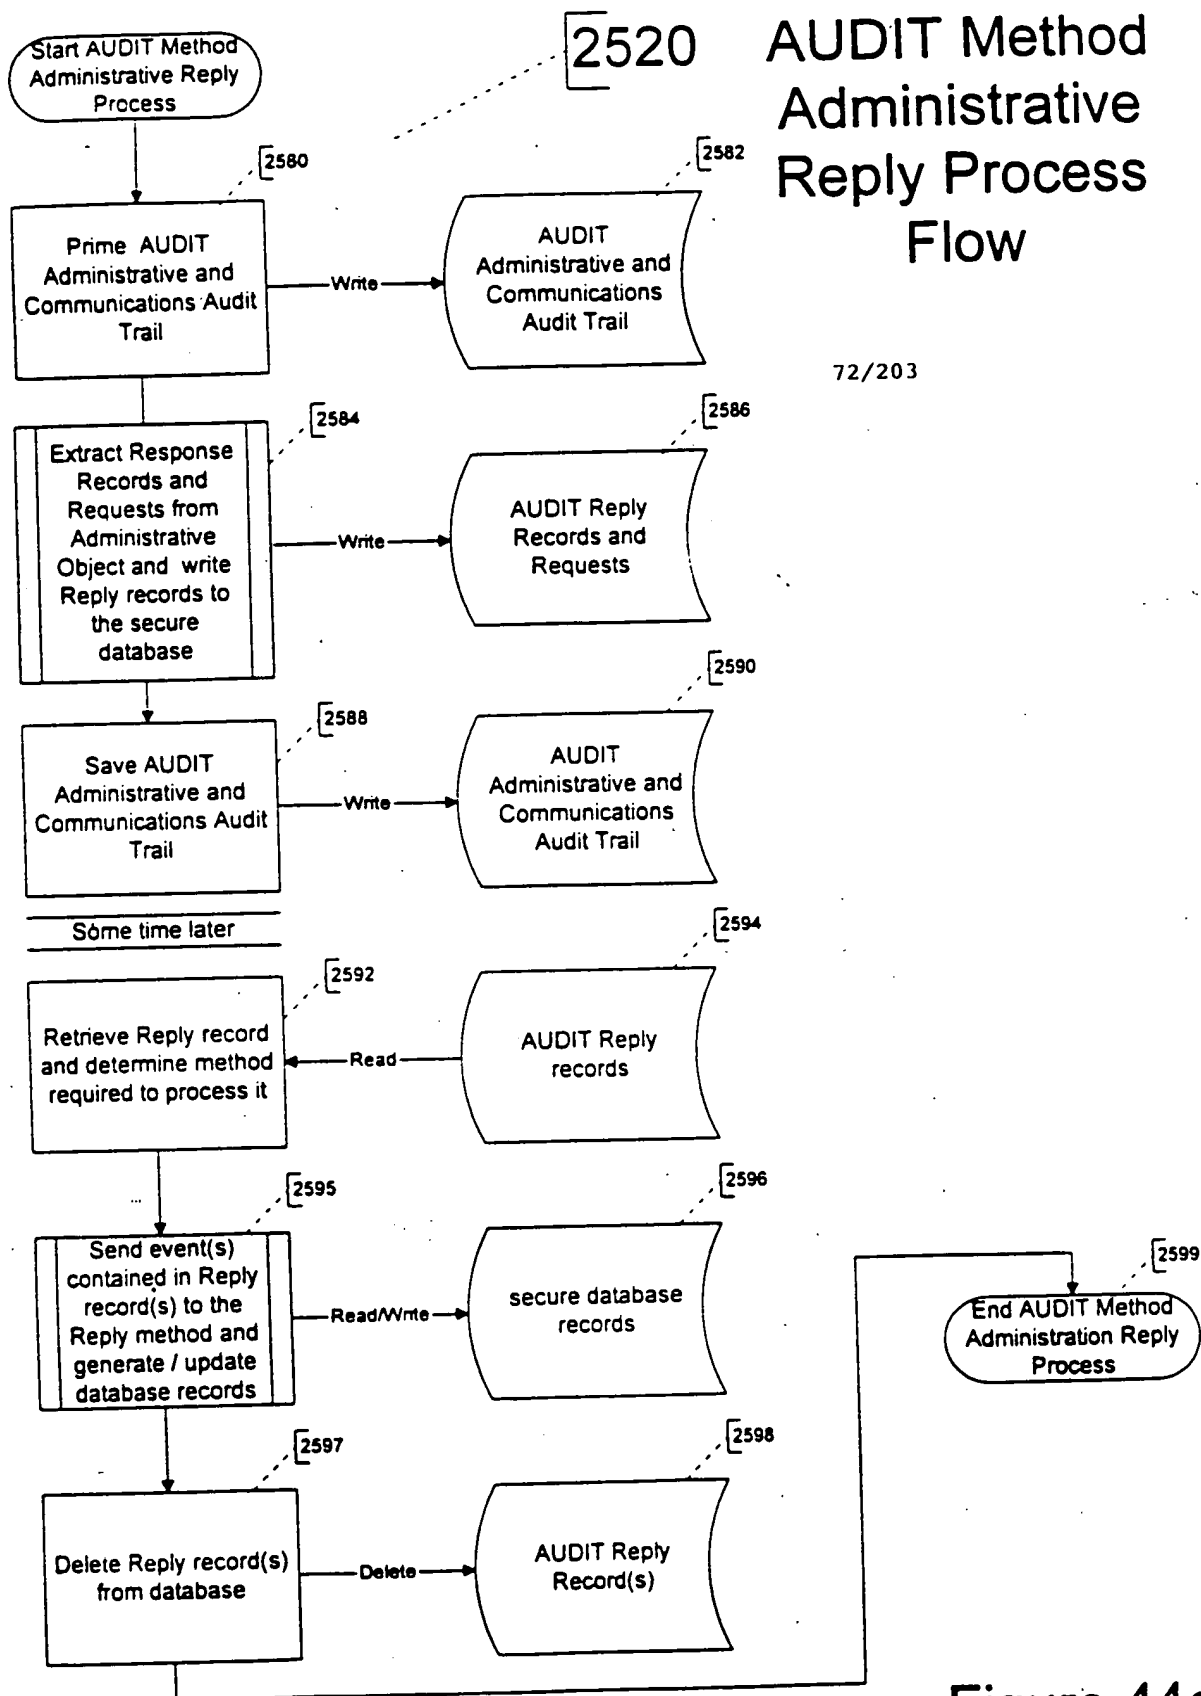 2520
AUDIT Method
Administrative
Reply Process
Flow
72/203
Start AUDIT Method
Administrative Reply
Process
2580
Prime AUDIT
Administrative and
Communications Audit
Trail
Write
2582
AUDIT
Administrative and
Communications
Audit Trail
2584
Extract Response
Records and
Requests from
Administrative
Object and write
Reply records to
the secure
database
Write
2586
AUDIT Reply
Records and
Requests
2588
Save AUDIT
Administrative and
Communications Audit
Trail
Write
2590
AUDIT
Administrative and
Communications
Audit Trail
Some time later
2592
Retrieve Reply record
and determine method
required to process it
Read
2594
AUDIT Reply
records
2595
Send event(s)
contained in Reply
record(s) to the
Reply method and
generate / update
database records
Read/Write
2596
secure database
records
2597
Delete Reply record(s)
from database
Delete
2598
AUDIT Reply
Record(s)
2599
End AUDIT Method
Administration Reply
Process
Figure